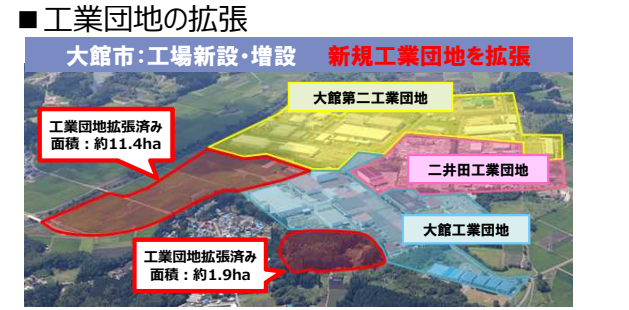 ■工業団地の拡張
大館市:工場新設・増設 新規工業団地を拡張
大館第二工業団地
工業団地拡張済み
面積:約11.4ha
二井田工業団地
大館工業団地
工業団地拡張済み
面積:約1.9ha